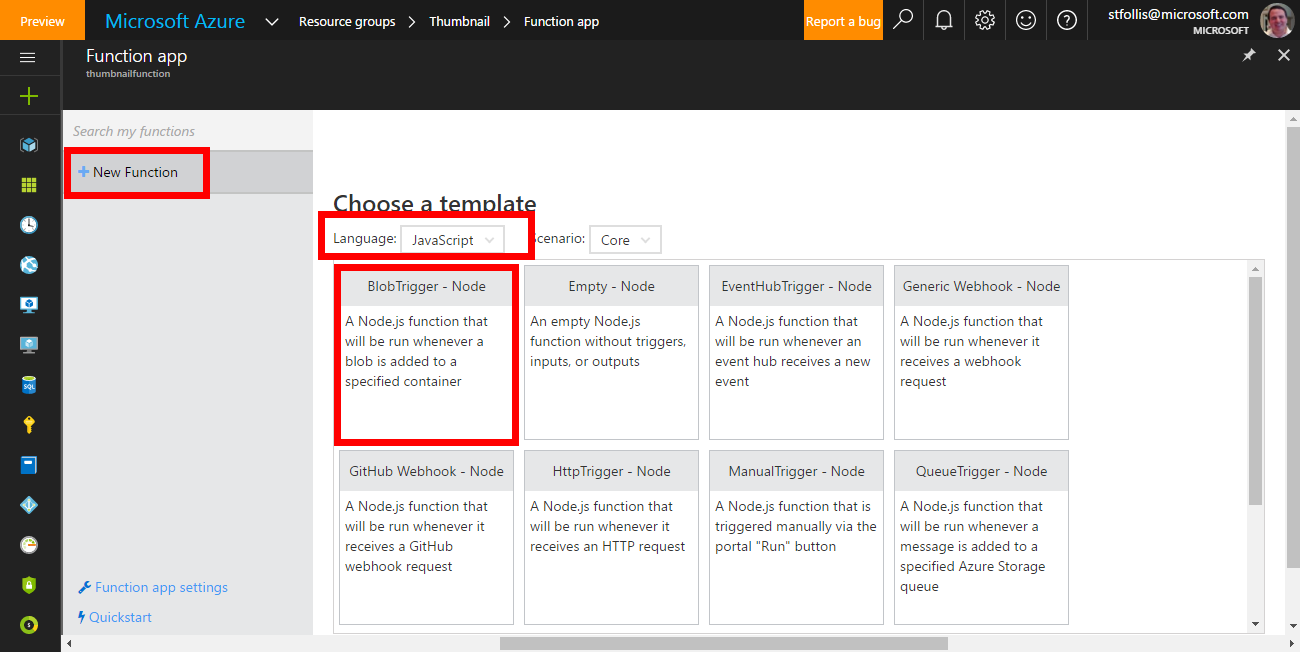 Preview
Microsoft Azure
Resource groups
Thumbnail
Function app
Report a bug
stfollis@microsoft.com
MICROSOFT
Function app
thumbnailfunction
Search my functions
+ New Function
Choose a template
Language: JavaScript
Scenario: Core
BlobTrigger - Node
A Node.js function that
will be run whenever a
blob is added to a
specified container
Empty - Node
An empty Node.js
function without triggers,
inputs, or outputs
EventHubTrigger - Node
A Node.js function that
will be run whenever an
event hub receives a new
event
Generic Webhook - Node
A Node.js function that
will be run whenever it
receives a webhook
request
GitHub Webhook - Node
A Node.js function that
will be run whenever it
receives a GitHub
webhook request
HttpTrigger - Node
A Node.js function that
will be run whenever it
receives an HTTP request
ManualTrigger - Node
A Node.js function that is
triggered manually via the
portal "Run" button
QueueTrigger - Node
A Node.js function that
will be run whenever a
message is added to a
specified Azure Storage
queue
Function app settings
Quickstart
SQL